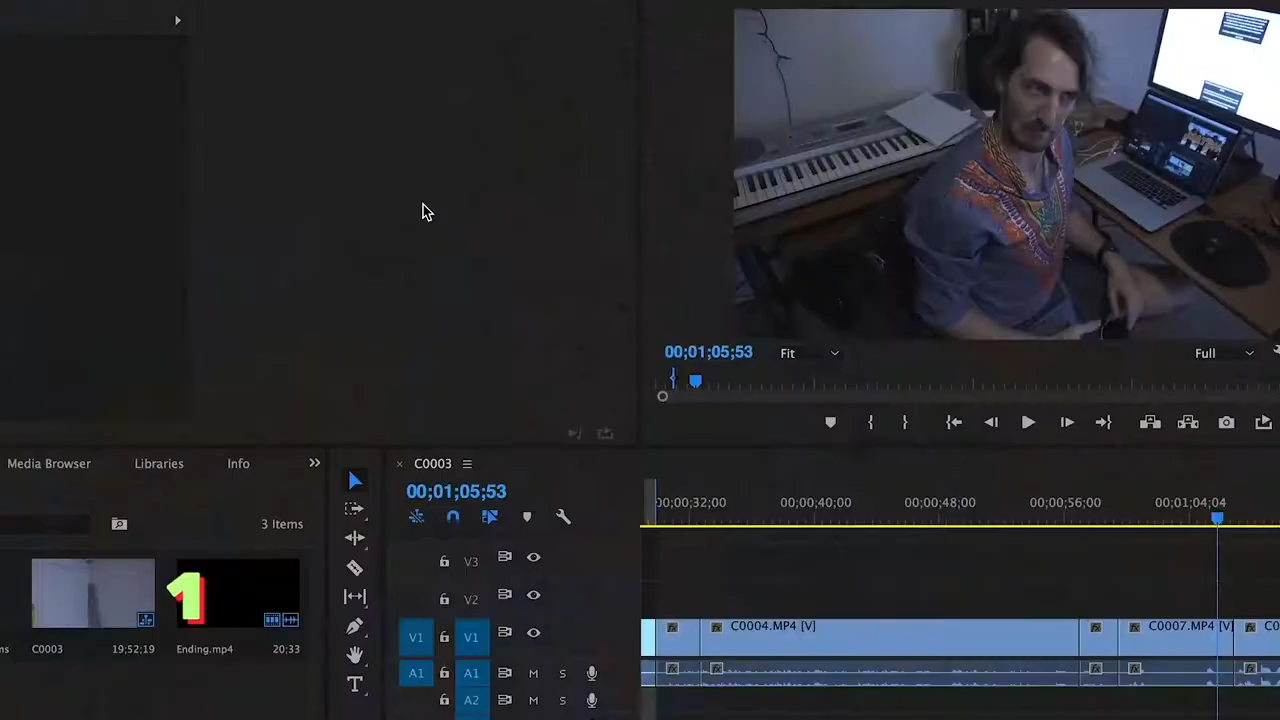 00;01;05;53
Fit
Full
Media Browser
Libraries
Info
C0003
00;01;05;53
3 Items
00;00;32;00
00;00;40;00
00;00;48;00
00;00;56;00
00;01;04;04
V3
V2
V1
V1
C0004.MP4 [V]
C0007.MP4 [V]
1
C0003
19;52;19
Ending.mp4
20;33
A1
A1
M
S
A2
M
S